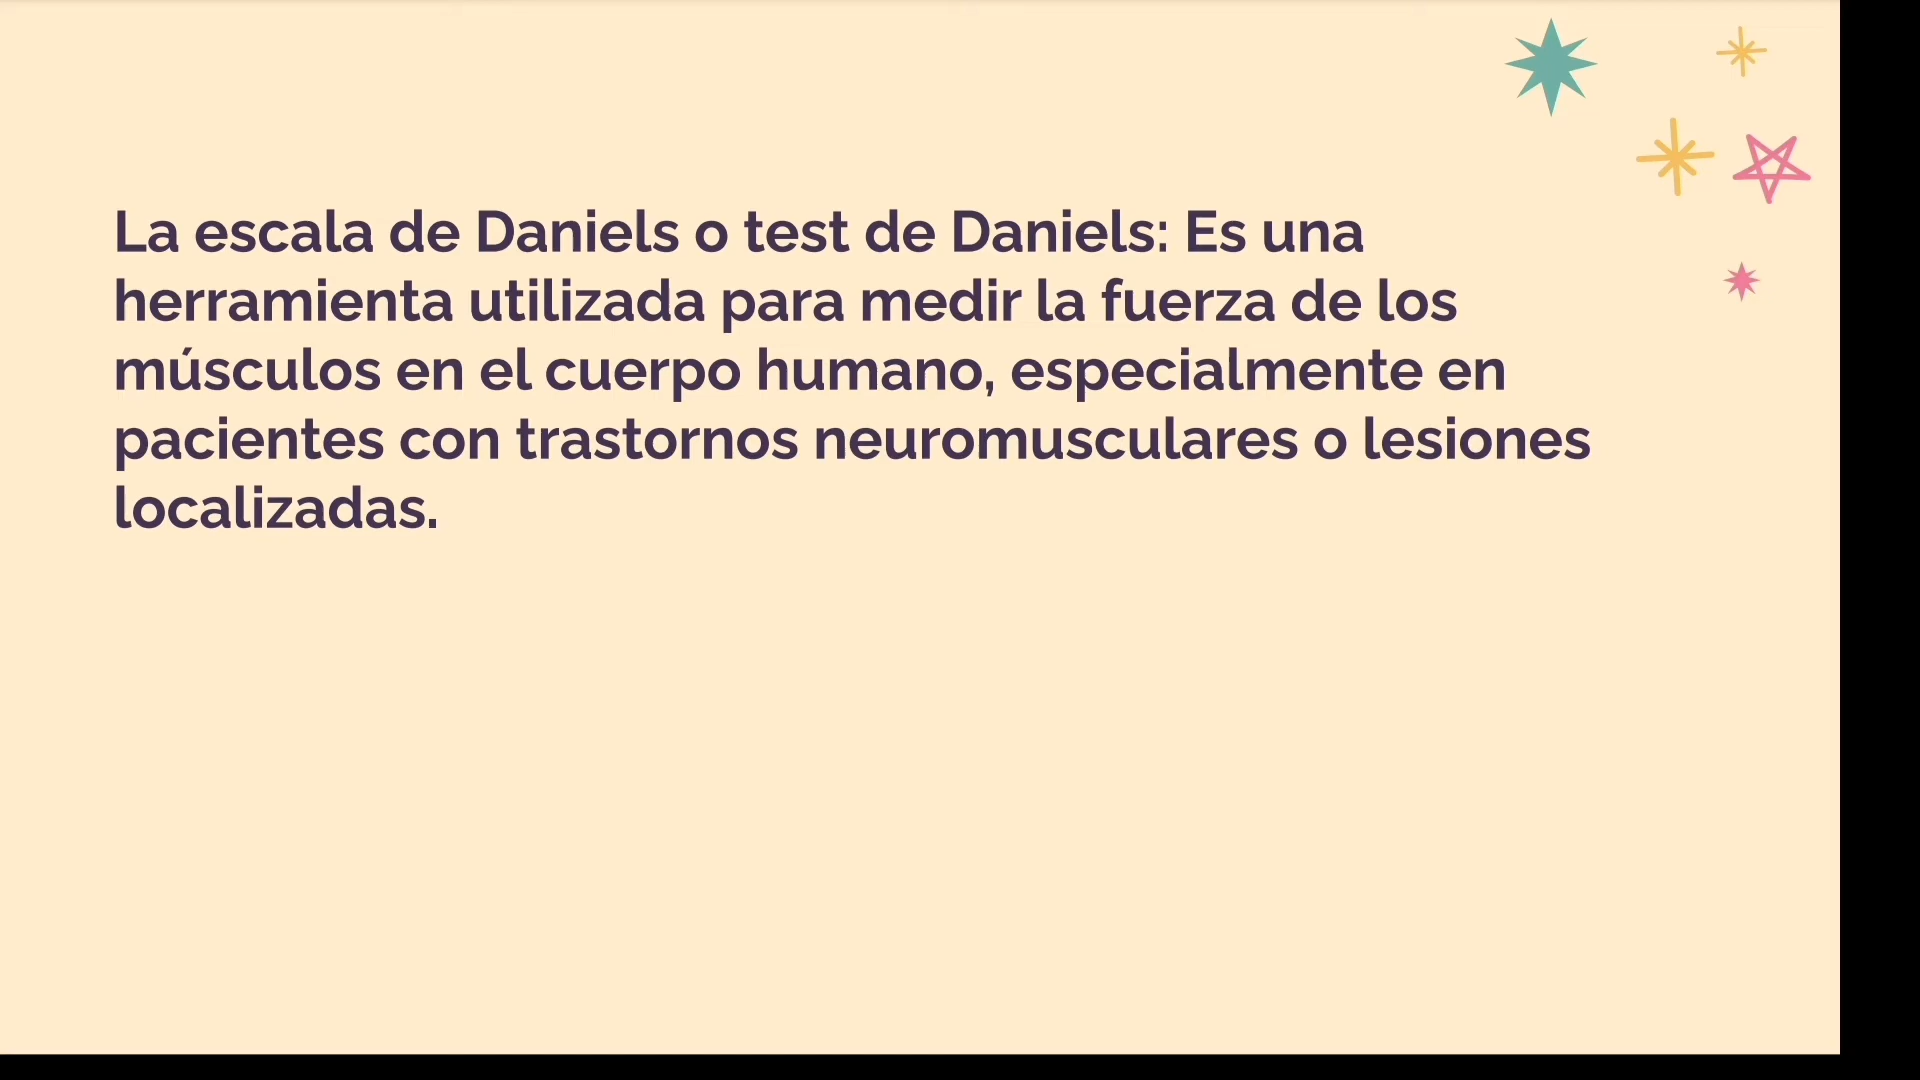 La escala de Daniels o test de Daniels: Es una
herramienta utilizada para medir la fuerza de los
músculos en el cuerpo humano, especialmente en
pacientes con trastornos neuromusculares o lesiones
localizadas.